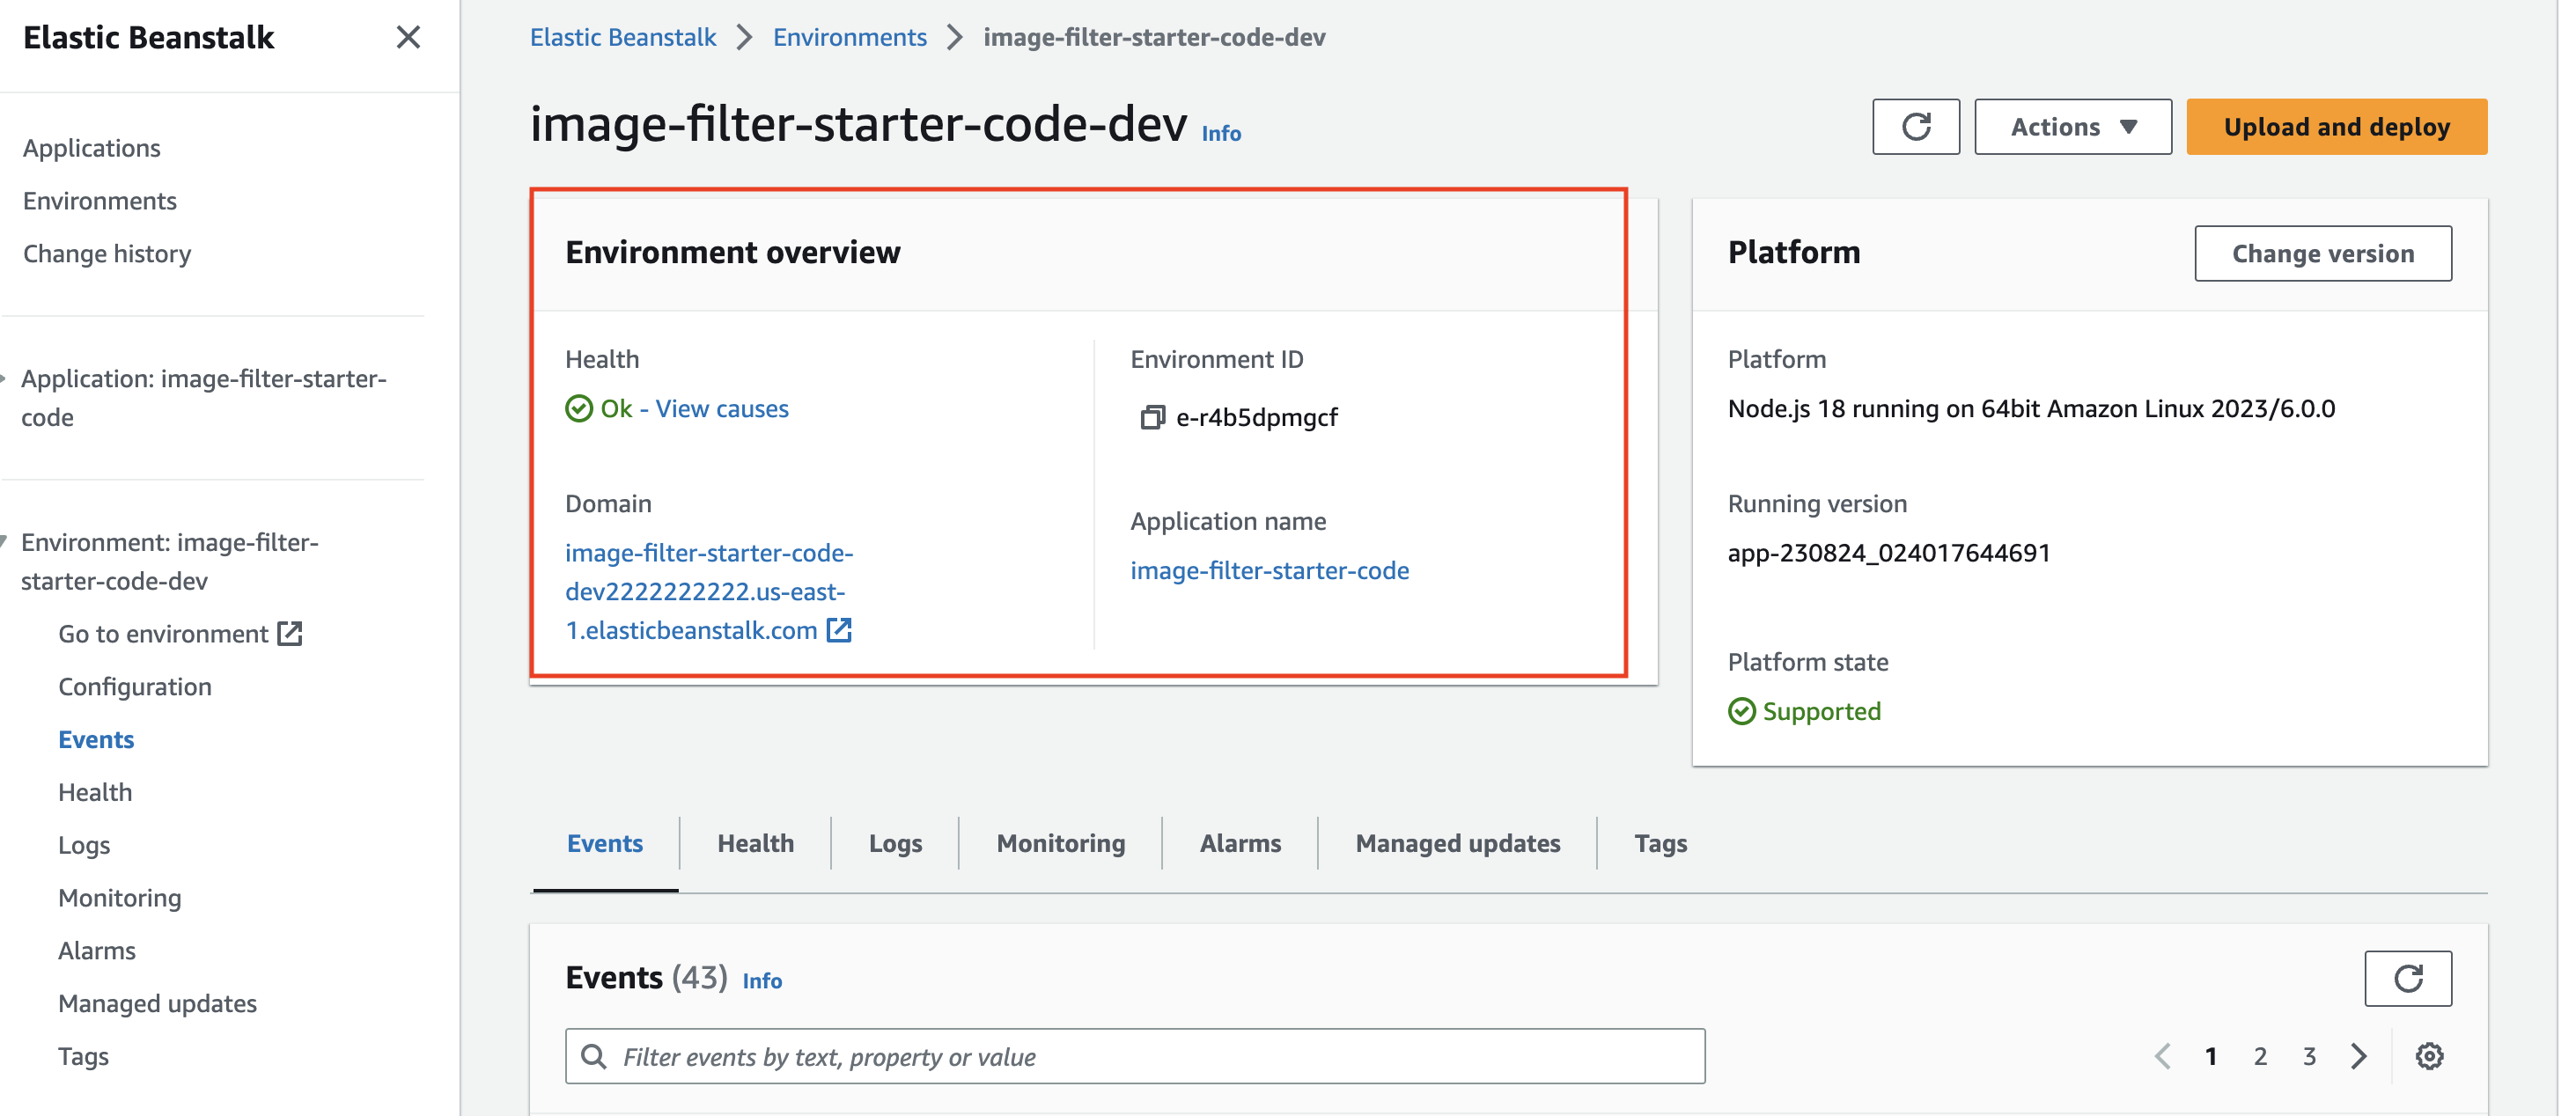 Elastic Beanstalk
Applications
Environments
Change history
Application: image-filter-starter-
code
Environment: image-filter-
starter-code-dev
Go to environment
Configuration
Events
Health
Logs
Monitoring
Alarms
Managed updates
Tags
Elastic Beanstalk Environments image-filter-starter-code-dev
image-filter-starter-code-dev Info
Actions
Upload and deploy
Environment overview
Health
Ok - View causes
Domain
image-filter-starter-code-
dev2222222222.us-east-
1.elasticbeanstalk.com
Environment ID
e-r4b5dpmgcf
Application name
image-filter-starter-code
Platform
Change version
Platform
Node.js 18 running on 64bit Amazon Linux 2023/6.0.0
Running version
app-230824_024017644691
Platform state
Supported
Events Health Logs Monitoring Alarms Managed updates Tags
Events (43) Info
Filter events by text, property or value
1 2 3